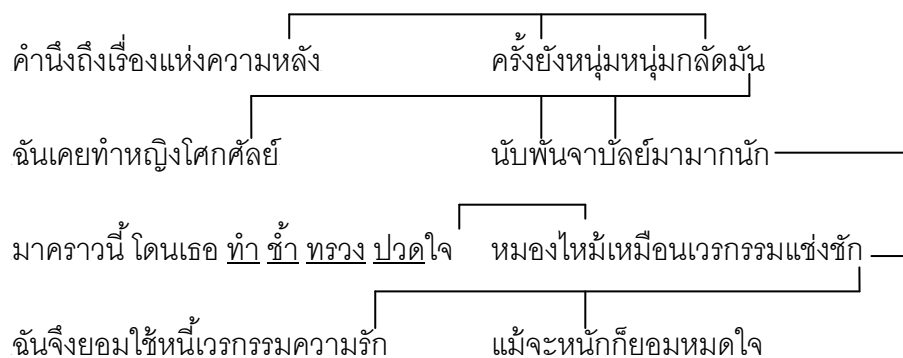 คำนึงถึงเรื่องแห่งความหลัง ครั้งยังหนุ่มหนุ่มกลัดมัน
ฉันเคยทำหญิงโศกศัลย์ นับพันจาบัลย์มามากนัก
มาคราวนี้ โดนเธอ ทำ ช้ำ ทรวง ปวดใจ หมองไหม้เหมือนเวรกรรมแช่งชัก
ฉันจึงยอมใช้หนี้เวรกรรมความรัก แม้จะหนักก็ยอมหมดใจ